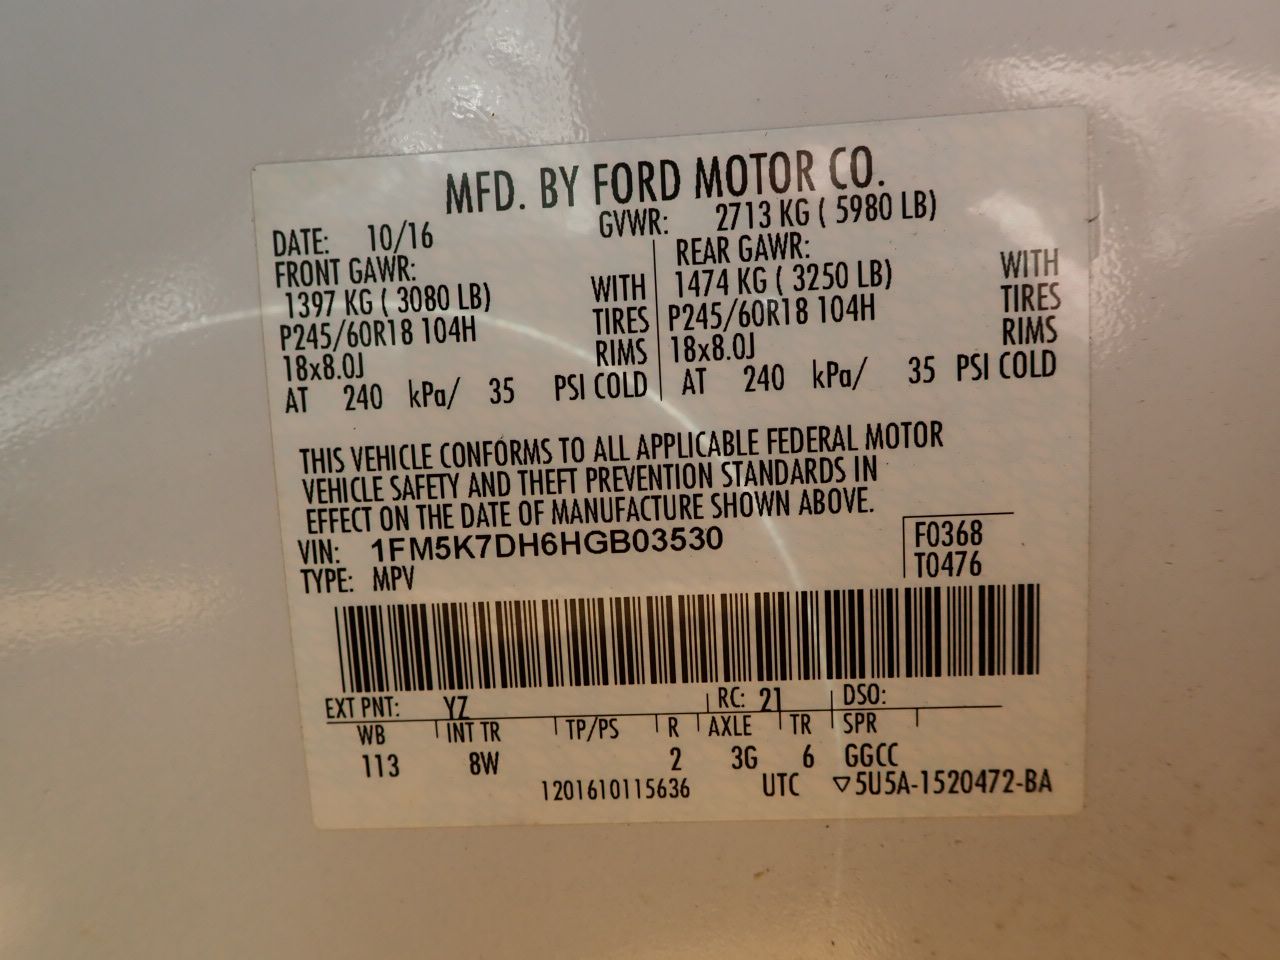 MFD. BY FORD MOTOR CO.
DATE: 10/16 GVWR: 2713 KG ( 5980 LB)
FRONT GAWR: REAR GAWR:
1397 KG ( 3080 LB) WITH 1474 KG ( 3250 LB) WITH
P245/60R18 104H TIRES P245/60R18 104H TIRES
18x8.0J RIMS 18x8.0J RIMS
AT 240 kPa/ 35 PSI COLD AT 240 kPa/ 35 PSI COLD
THIS VEHICLE CONFORMS TO ALL APPLICABLE FEDERAL MOTOR
VEHICLE SAFETY AND THEFT PREVENTION STANDARDS IN
EFFECT ON THE DATE OF MANUFACTURE SHOWN ABOVE.
VIN: 1FM5K7DH6HGB03530 F0368
TYPE: MPV T0476
EXT PNT: YZ RC: 21 DSO:
WB INT TR TP/PS R AXLE TR SPR
113 8W 2 3G 6 GGCC
1201610115636 UTC ▽5U5A-1520472-BA